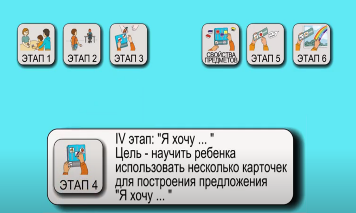 ЭТАП 1
ЭТАП 2
ЭТАП 3
СВОЙСТВА
ПРЕДМЕТОВ
ЭТАП 5
ЭТАП 6
ЭТАП 4
IV этап: "Я хочу ... "
Цель - научить ребенка
использовать несколько карточек
для построения предложения
"Я хочу ... "